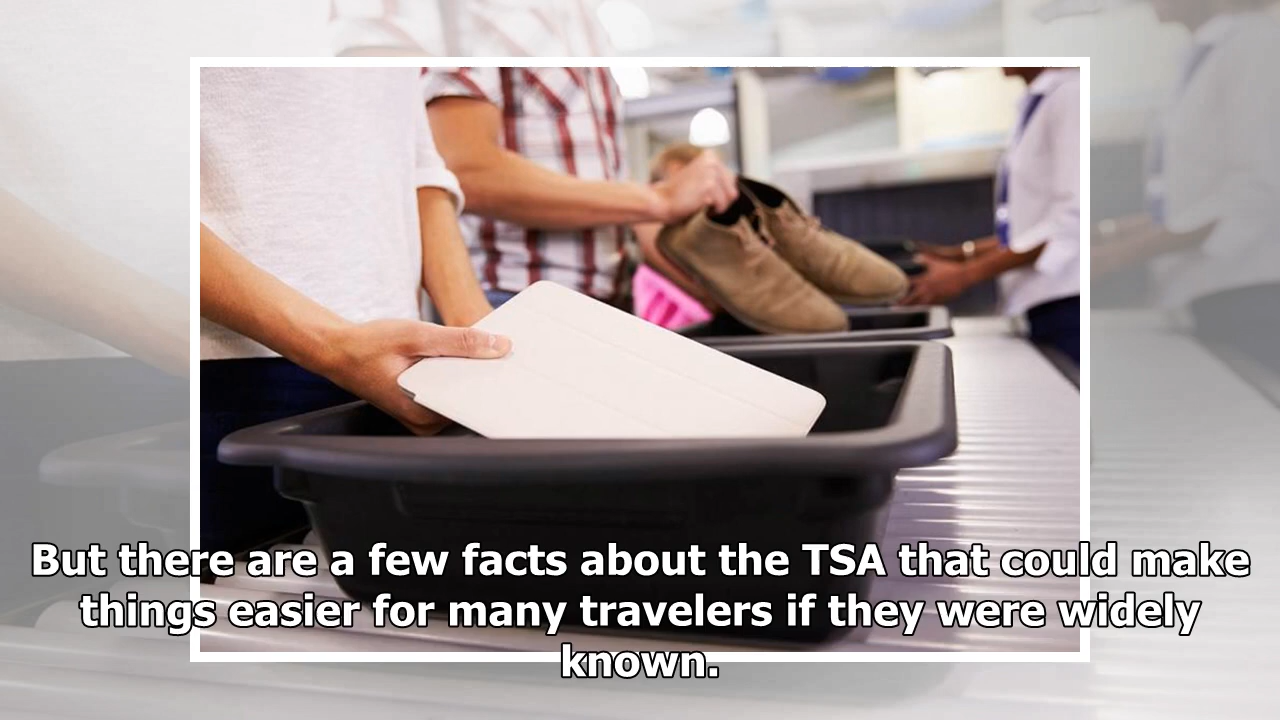 But there are a few facts about the TSA that could make
things easier for many travelers if they were widely
known.